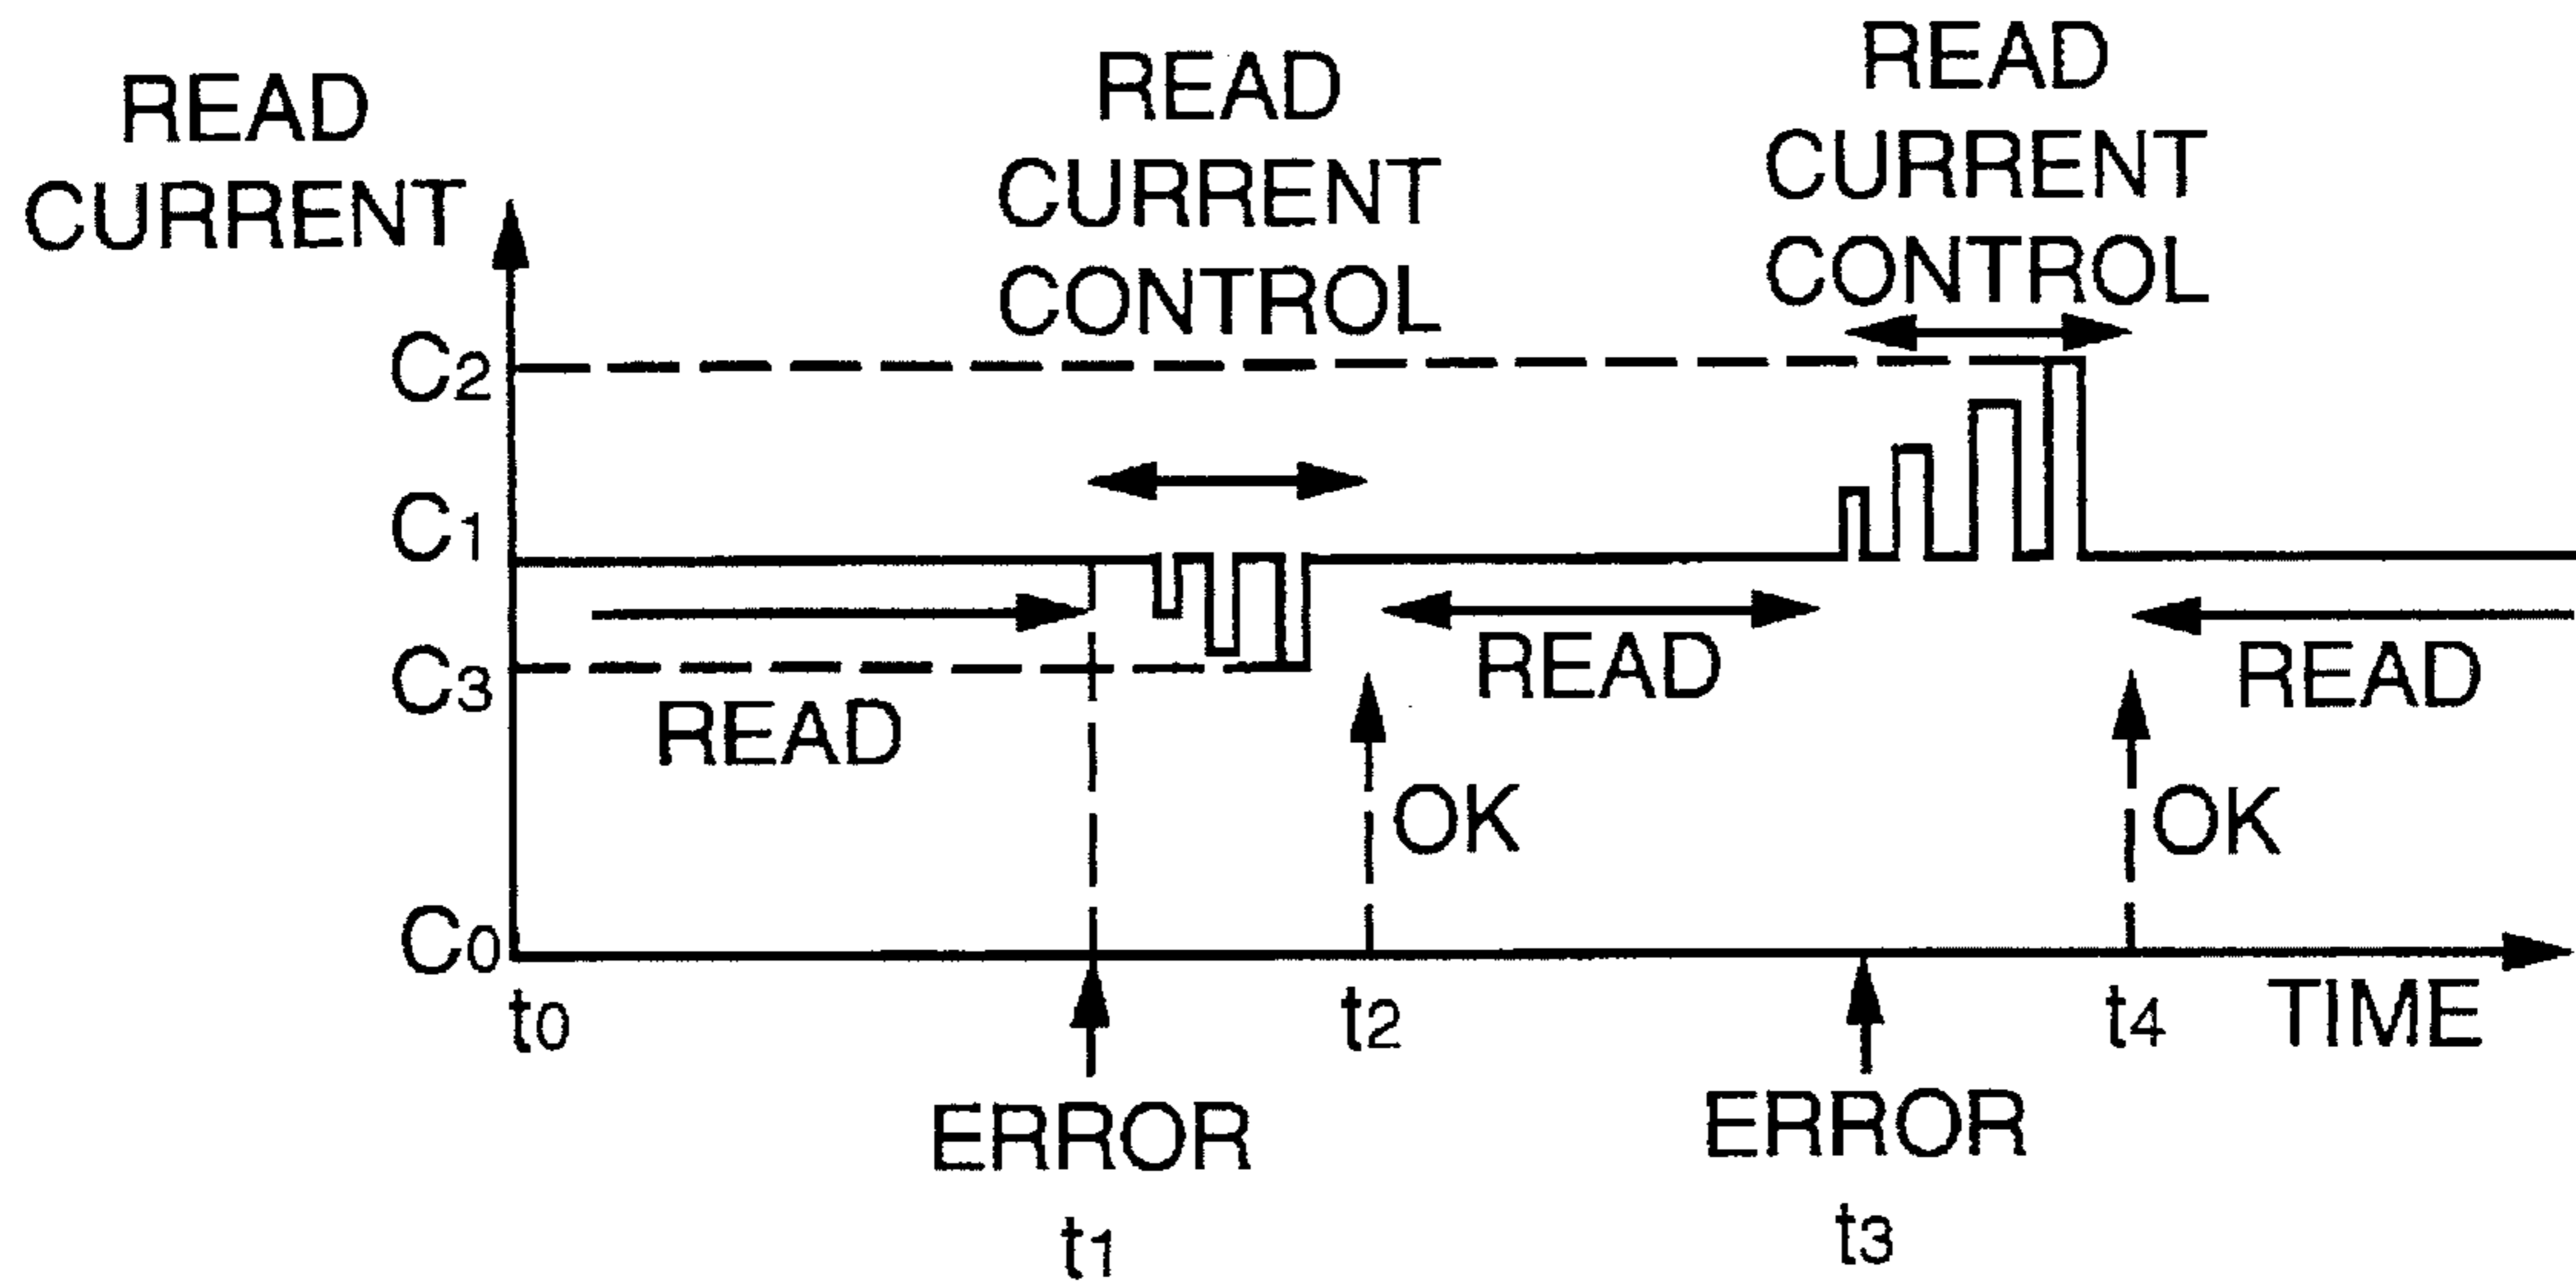 READ
CURRENT
READ
CURRENT
CONTROL
READ
CURRENT
CONTROL
C2
C1
C3
READ
READ
READ
OK
OK
C0
t0
t2
t4
TIME
ERROR
t1
ERROR
t3